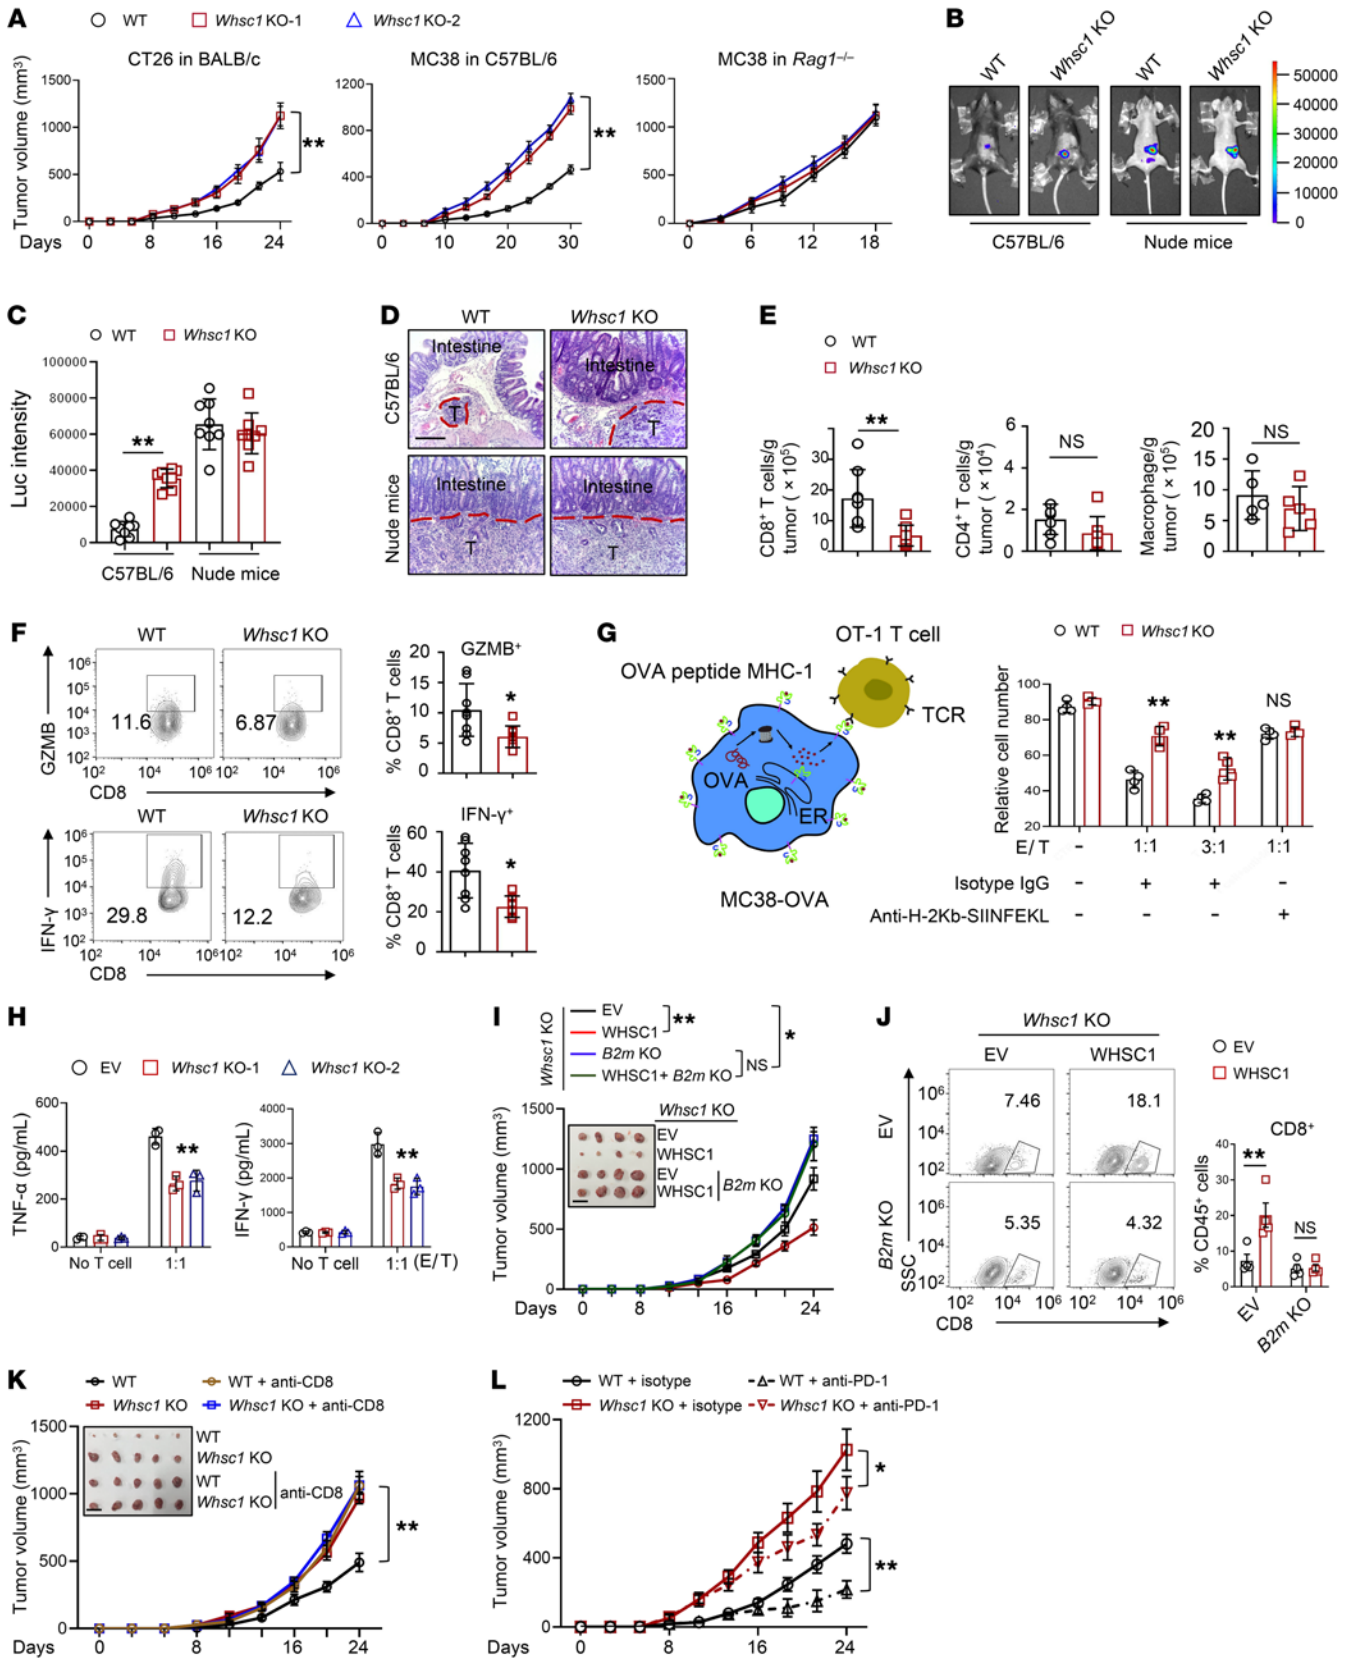 A
WT
Whsc1 KO-1
Whsc1 KO-2
CT26 in BALB/c
MC38 in C57BL/6
MC38 in Rag1–/–
Tumor volume (mm³)
1500
1000
500
0
1200
800
400
0
1500
1000
500
0
**
**
Days
0 8 16 24
0 10 20 30
0 6 12 18
B
WT
Whsc1 KO
WT
Whsc1 KO
50000
40000
30000
20000
10000
0
C57BL/6
Nude mice
C
WT
Whsc1 KO
Luc intensity
100000
80000
60000
40000
20000
0
**
C57BL/6
Nude mice
D
WT
Whsc1 KO
C57BL/6
Nude mice
Intestine
T
Intestine
T
Intestine
T
Intestine
T
E
WT
Whsc1 KO
CD8⁺ T cells/g
tumor (× 10⁵)
30
20
10
0
**
CD4⁺ T cells/g
tumor (× 10⁴)
6
4
2
0
NS
Macrophage/g
tumor (× 10⁵)
20
15
10
5
0
NS
F
WT
Whsc1 KO
GZMB
10⁶
10⁵
10⁴
10³
10²
11.6
6.87
10² 10⁴ 10⁶ 10² 10⁴ 10⁶
CD8
GZMB⁺
% CD8⁺ T cells
20
15
10
5
0
*
WT
Whsc1 KO
IFN-γ
10⁶
10⁵
10⁴
10³
10²
29.8
12.2
10² 10⁴ 10⁶ 10² 10⁴ 10⁶
CD8
IFN-γ⁺
% CD8⁺ T cells
60
40
20
0
*
G
OT-1 T cell
OVA peptide MHC-1
TCR
OVA
ER
MC38-OVA
WT
Whsc1 KO
Relative cell number
100
80
60
40
20
**
**
NS
E/T – 1:1 3:1 1:1
Isotype IgG – + + –
Anti-H-2Kb-SIINFEKL – – – +
H
EV
Whsc1 KO-1
Whsc1 KO-2
TNF-α (pg/mL)
600
400
200
0
**
No T cell 1:1
IFN-γ (pg/mL)
4000
3000
2000
1000
0
**
No T cell 1:1 (E/T)
I
Whsc1 KO
EV
WHSC1
B2m KO
WHSC1+ B2m KO
**
NS
*
Tumor volume (mm³)
1500
1000
500
0
Whsc1 KO
EV
WHSC1
EV
WHSC1
B2m KO
Days 0 8 16 24
J
Whsc1 KO
EV
WHSC1
EV
WHSC1
EV
B2m KO
SSC
10⁶
10⁴
10²
7.46
18.1
10⁶
10⁴
10²
5.35
4.32
10² 10⁴ 10⁶ 10² 10⁴ 10⁶
CD8
CD8⁺
% CD45⁺ cells
40
30
20
10
0
**
NS
EV
B2m KO
K
WT
WT + anti-CD8
Whsc1 KO
Whsc1 KO + anti-CD8
Tumor volume (mm³)
1500
1000
500
0
WT
Whsc1 KO
WT
Whsc1 KO
anti-CD8
**
Days 0 8 16 24
L
WT + isotype
WT + anti-PD-1
Whsc1 KO + isotype
Whsc1 KO + anti-PD-1
Tumor volume (mm³)
1200
800
400
0
*
**
Days 0 8 16 24